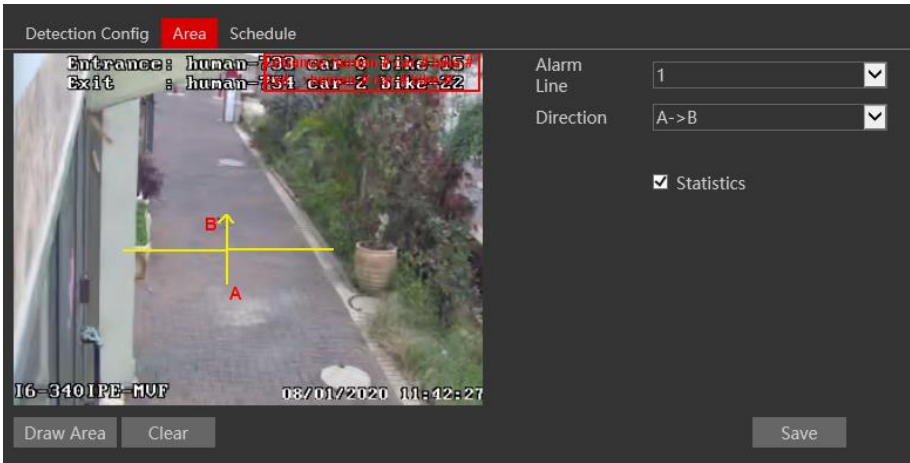 Detection Config Area Schedule
Entrance: human- car- bike-
Exit : human- car-2 bike-22
Alarm Line 1
Direction A->B
Statistics
B
A
I6-340IPE-MVF
08/01/2020 11:42:27
Draw Area Clear Save